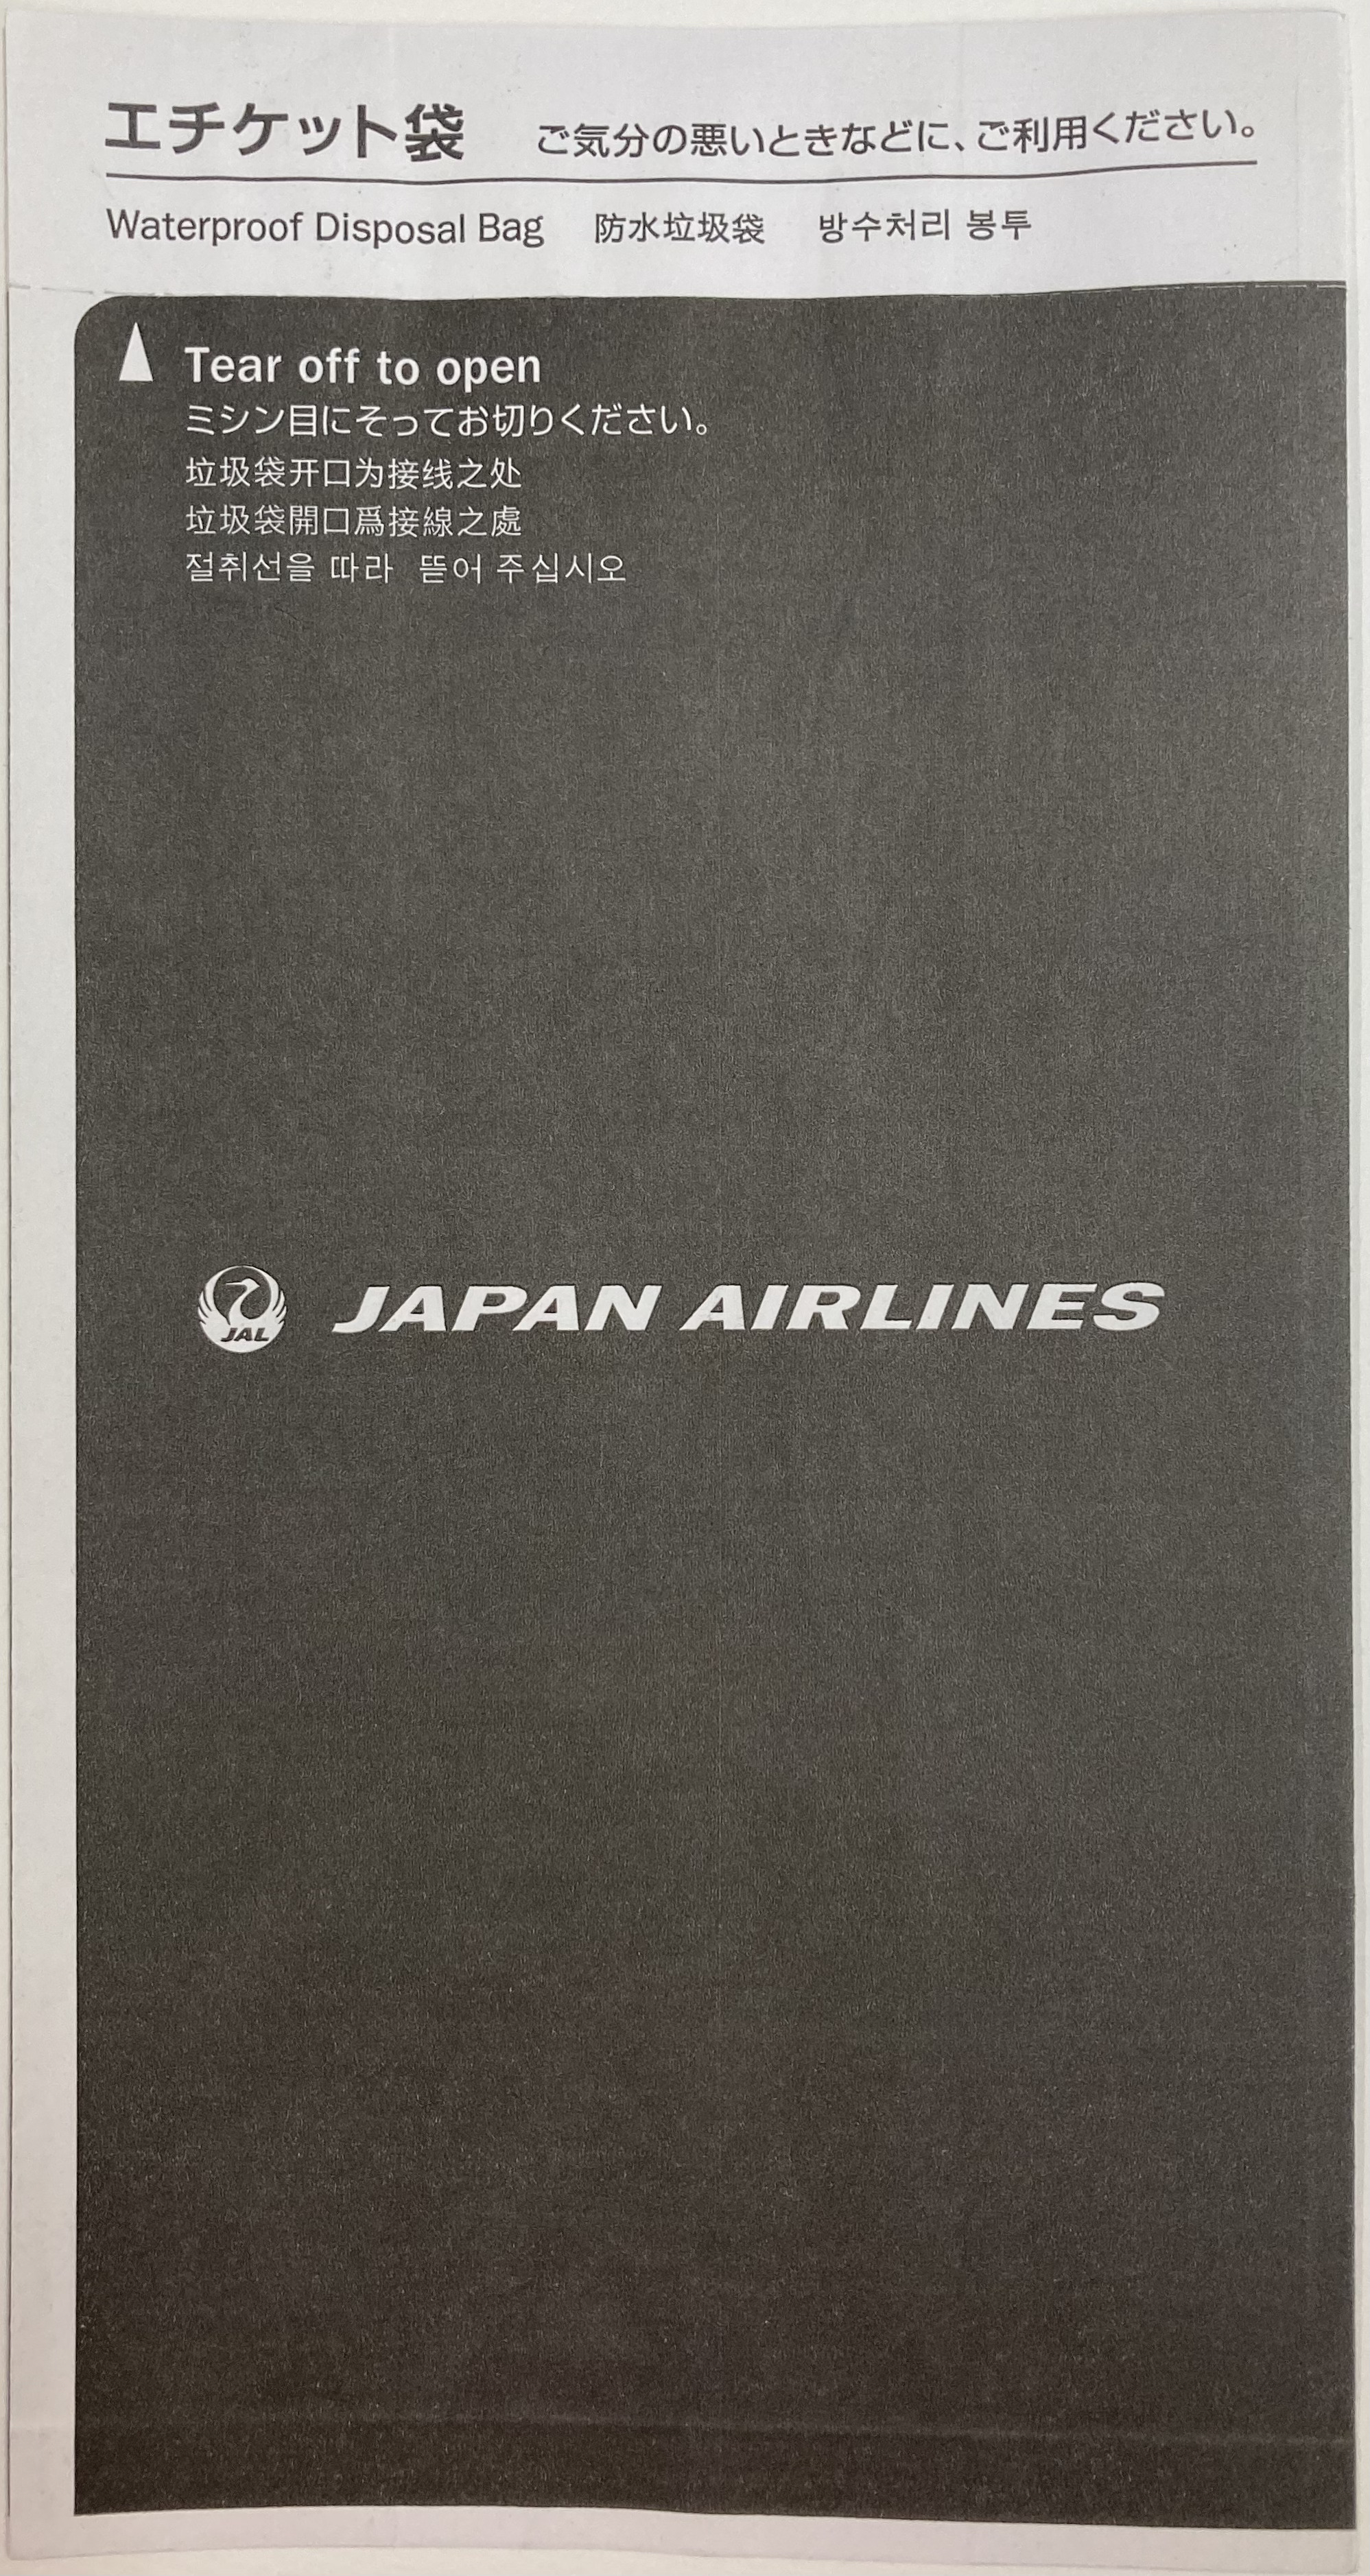 エチケット袋 ご気分の悪いときなどに、ご利用ください。
Waterproof Disposal Bag 防水垃圾袋 방수처리 봉투
Tear off to open
ミシン目にそってお切りください。
垃圾袋开口为接线之处
垃圾袋開口爲接線之處
절취선을 따라 뜯어 주십시오
JAL JAPAN AIRLINES